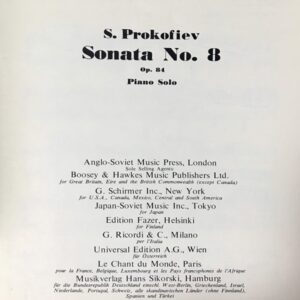 S. Prokofiev
Sonata No. 8
Op. 84
Piano Solo
Anglo-Soviet Music Press, London
Sole Selling Agents
Boosey & Hawkes Music Publishers Ltd.
for Great Britain, Eire and the British Commonwealth (except Canada)
G. Schirmer Inc., New York
for U.S.A., Canada, Mexico, Central and South America
Japan-Soviet Music Inc., Tokyo
for Japan
Edition Fazer, Helsinki
for Finland
G. Ricordi & C., Milano
per l'Italia
Universal Edition A.G., Wien
für Österreich
Le Chant du Monde, Paris
pour la France, Belgique, Luxembourg et les Pays francophones de l'Afrique
Musikverlag Hans Sikorski, Hamburg
für die Bundesrepublik Deutschland einschl. West-Berlin, Griechenland, Israel,
Niederlande, Portugal, Schweiz, alle skandinavischen Länder (ohne Finnland),
Spanien und Türkei